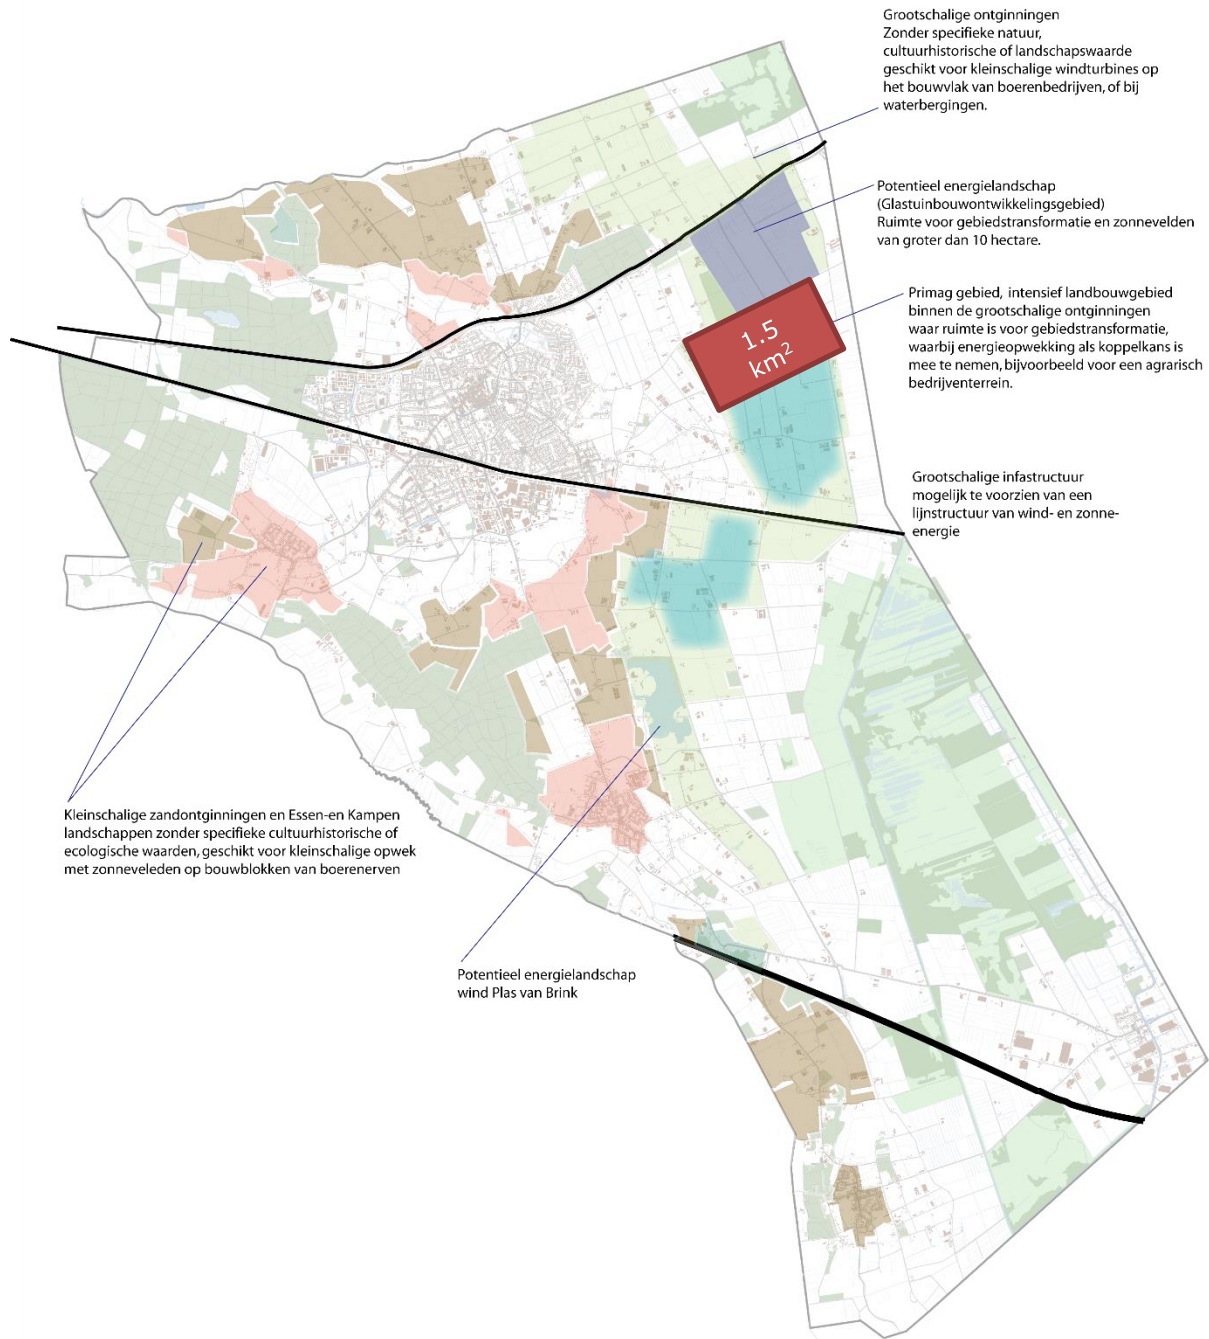 Grootschalige ontginningen
Zonder specifieke natuur,
cultuurhistorische of landschapswaarde
geschikt voor kleinschalige windturbines op
het bouwvlak van boerenbedrijven, of bij
waterbergingen.
Potentieel energielandschap
(Glastuinbouwontwikkelingsgebied)
Ruimte voor gebiedstransformatie en zonnevelden
van groter dan 10 hectare.
Primag gebied, intensief landbouwgebied
binnen de grootschalige ontginningen
waar ruimte is voor gebiedstransformatie,
waarbij energieopwekking als koppelkans is
mee te nemen, bijvoorbeeld voor een agrarisch
bedrijventerrein.
1.5
km²
Grootschalige infastructuur
mogelijk te voorzien van een
lijnstructuur van wind- en zonne-
energie
Kleinschalige zandontginningen en Essen-en Kampen
landschappen zonder specifieke cultuurhistorische of
ecologische waarden, geschikt voor kleinschalige opwek
met zonneveleden op bouwblokken van boerenerven
Potentieel energielandschap
wind Plas van Brink